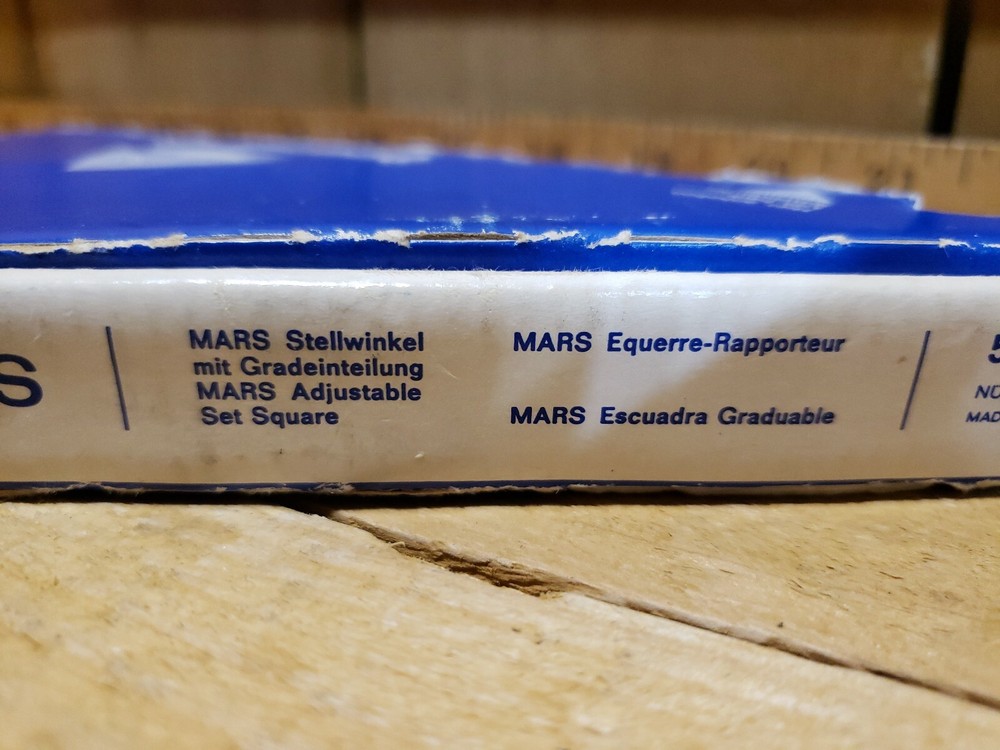 S
MARS Stellwinkel
mit Gradeinteilung
MARS Adjustable
Set Square
MARS Equerre-Rapporteur
MARS Escuadra Graduable